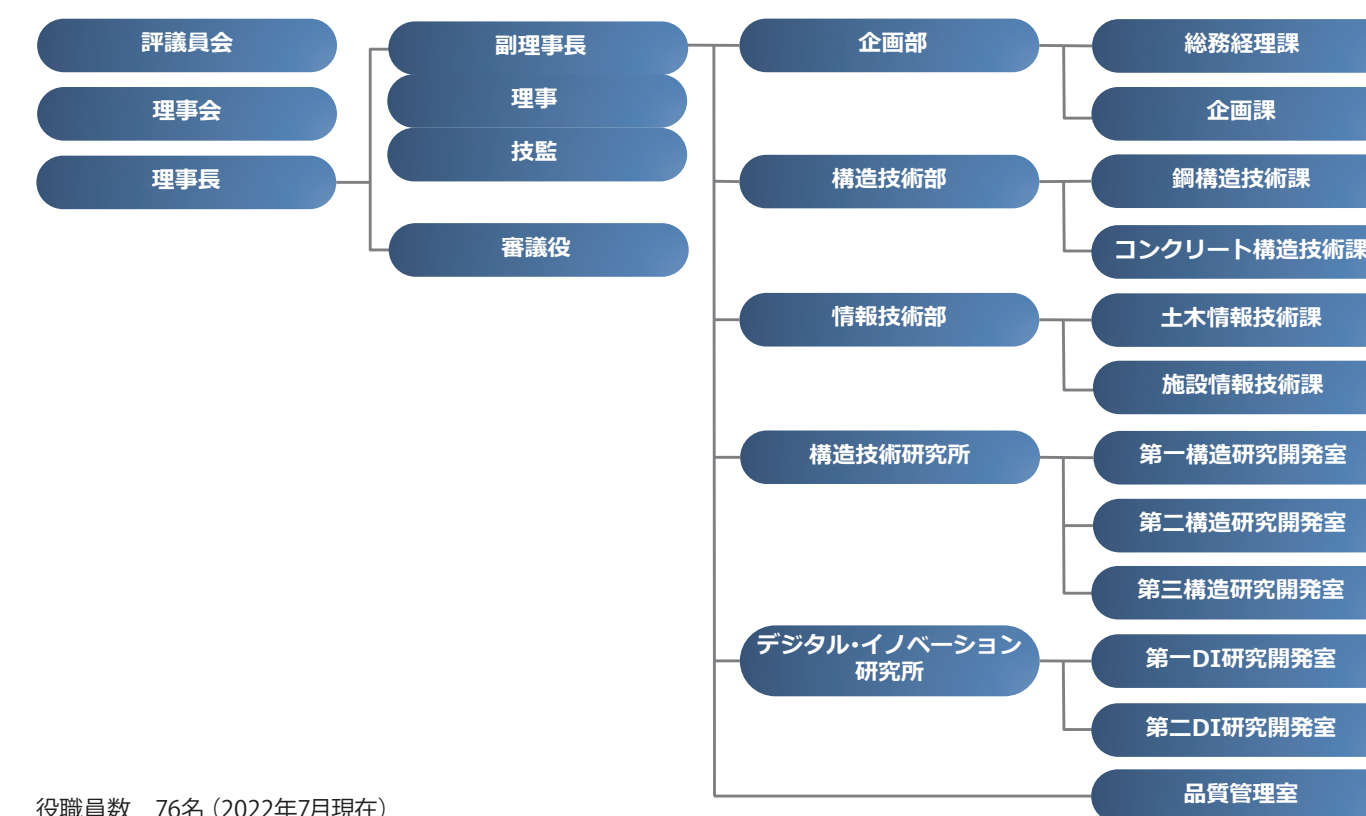 評議員会
理事会
理事長
副理事長
理事
技監
審議役
企画部
総務経理課
企画課
構造技術部
鋼構造技術課
コンクリート構造技術課
情報技術部
土木情報技術課
施設情報技術課
構造技術研究所
第一構造研究開発室
第二構造研究開発室
第三構造研究開発室
デジタル・イノベーション
研究所
第一DI研究開発室
第二DI研究開発室
品質管理室
役職員数　76名（2022年7月現在）